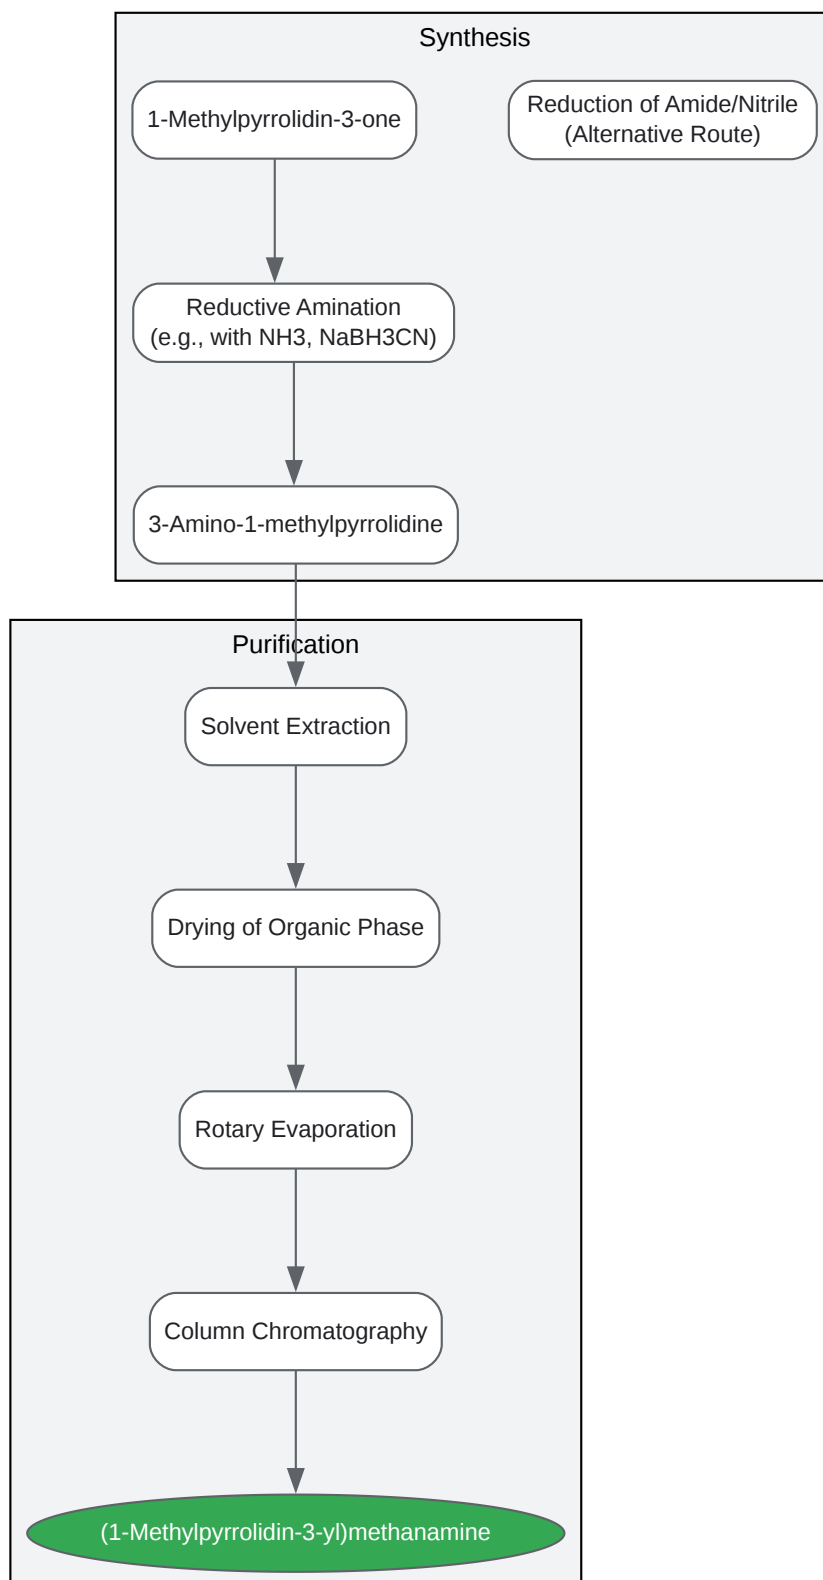 Synthesis
1-Methylpyrrolidin-3-one
Reduction of Amide/Nitrile
(Alternative Route)
Reductive Amination
(e.g., with NH3, NaBH3CN)
3-Amino-1-methylpyrrolidine
Purification
Solvent Extraction
Drying of Organic Phase
Rotary Evaporation
Column Chromatography
(1-Methylpyrrolidin-3-yl)methanamine